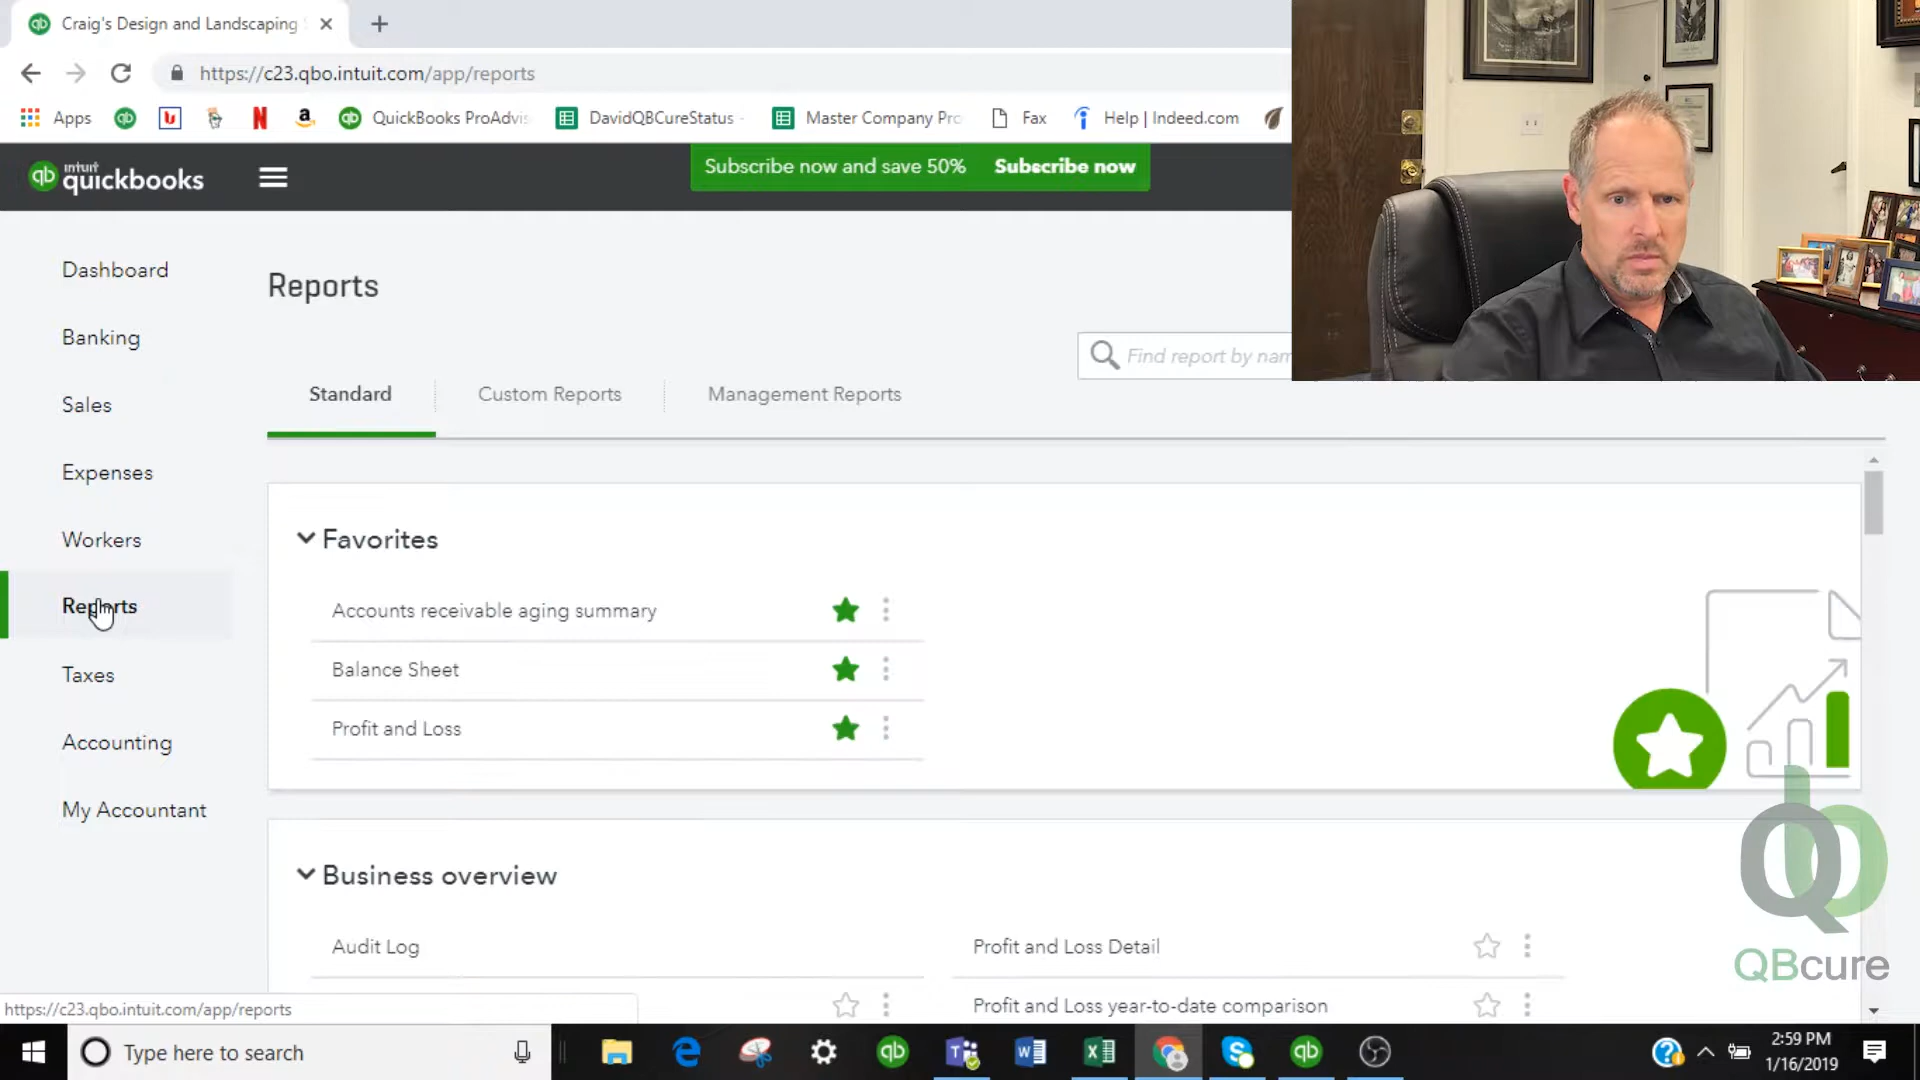 Craig's Design and Landscaping
https://c23.qbo.intuit.com/app/reports
Apps
QuickBooks ProAdvis
DavidQBCureStatus -
Master Company Pro
Fax
Help | Indeed.com
intuit
quickbooks
Subscribe now and save 50% Subscribe now
Dashboard
Banking
Sales
Expenses
Workers
Reports
Taxes
Accounting
My Accountant
Reports
Find report by nam
Standard
Custom Reports
Management Reports
Favorites
Accounts receivable aging summary
Balance Sheet
Profit and Loss
Business overview
Audit Log
Profit and Loss Detail
Profit and Loss year-to-date comparison
QBcure
https://c23.qbo.intuit.com/app/reports
Type here to search
2:59 PM
1/16/2019